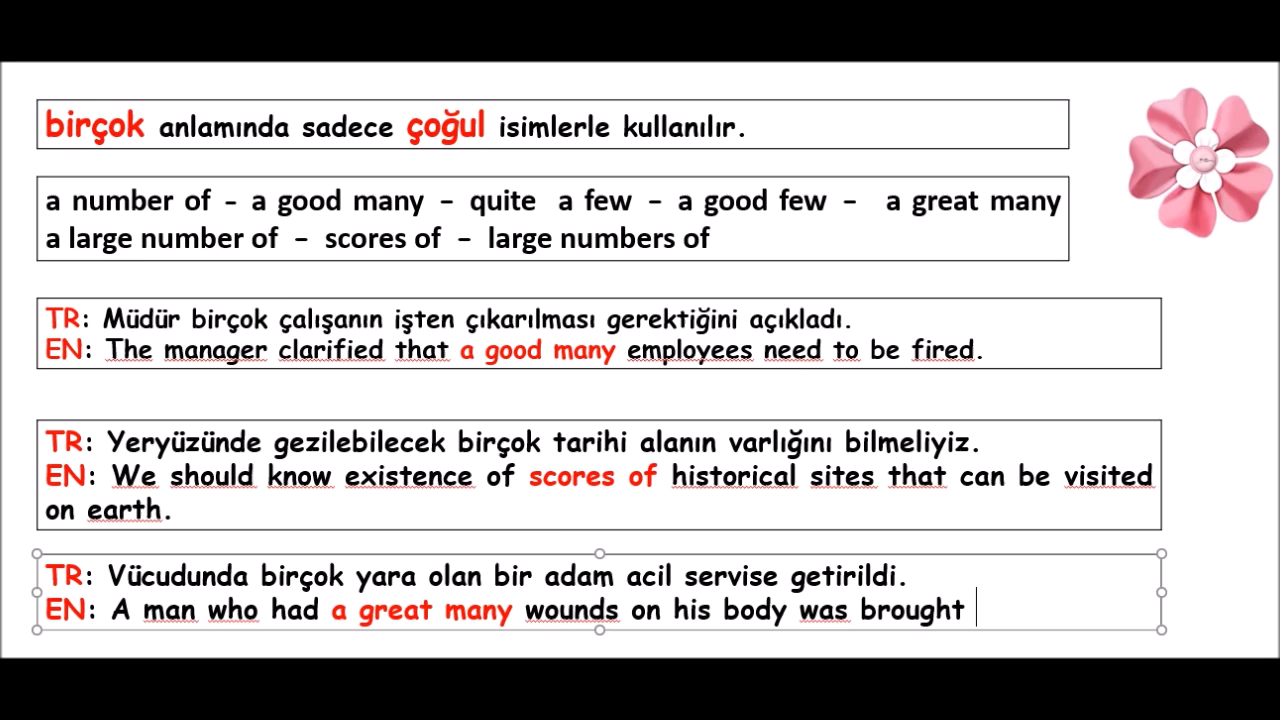 birçok anlamında sadece çoğul isimlerle kullanılır.
a number of - a good many – quite a few – a good few – a great many
a large number of – scores of – large numbers of
TR: Müdür birçok çalışanın işten çıkarılması gerektiğini açıkladı.
EN: The manager clarified that a good many employees need to be fired.
TR: Yeryüzünde gezilebilecek birçok tarihi alanın varlığını bilmeliyiz.
EN: We should know existence of scores of historical sites that can be visited
on earth.
TR: Vücudunda birçok yara olan bir adam acil servise getirildi.
EN: A man who had a great many wounds on his body was brought